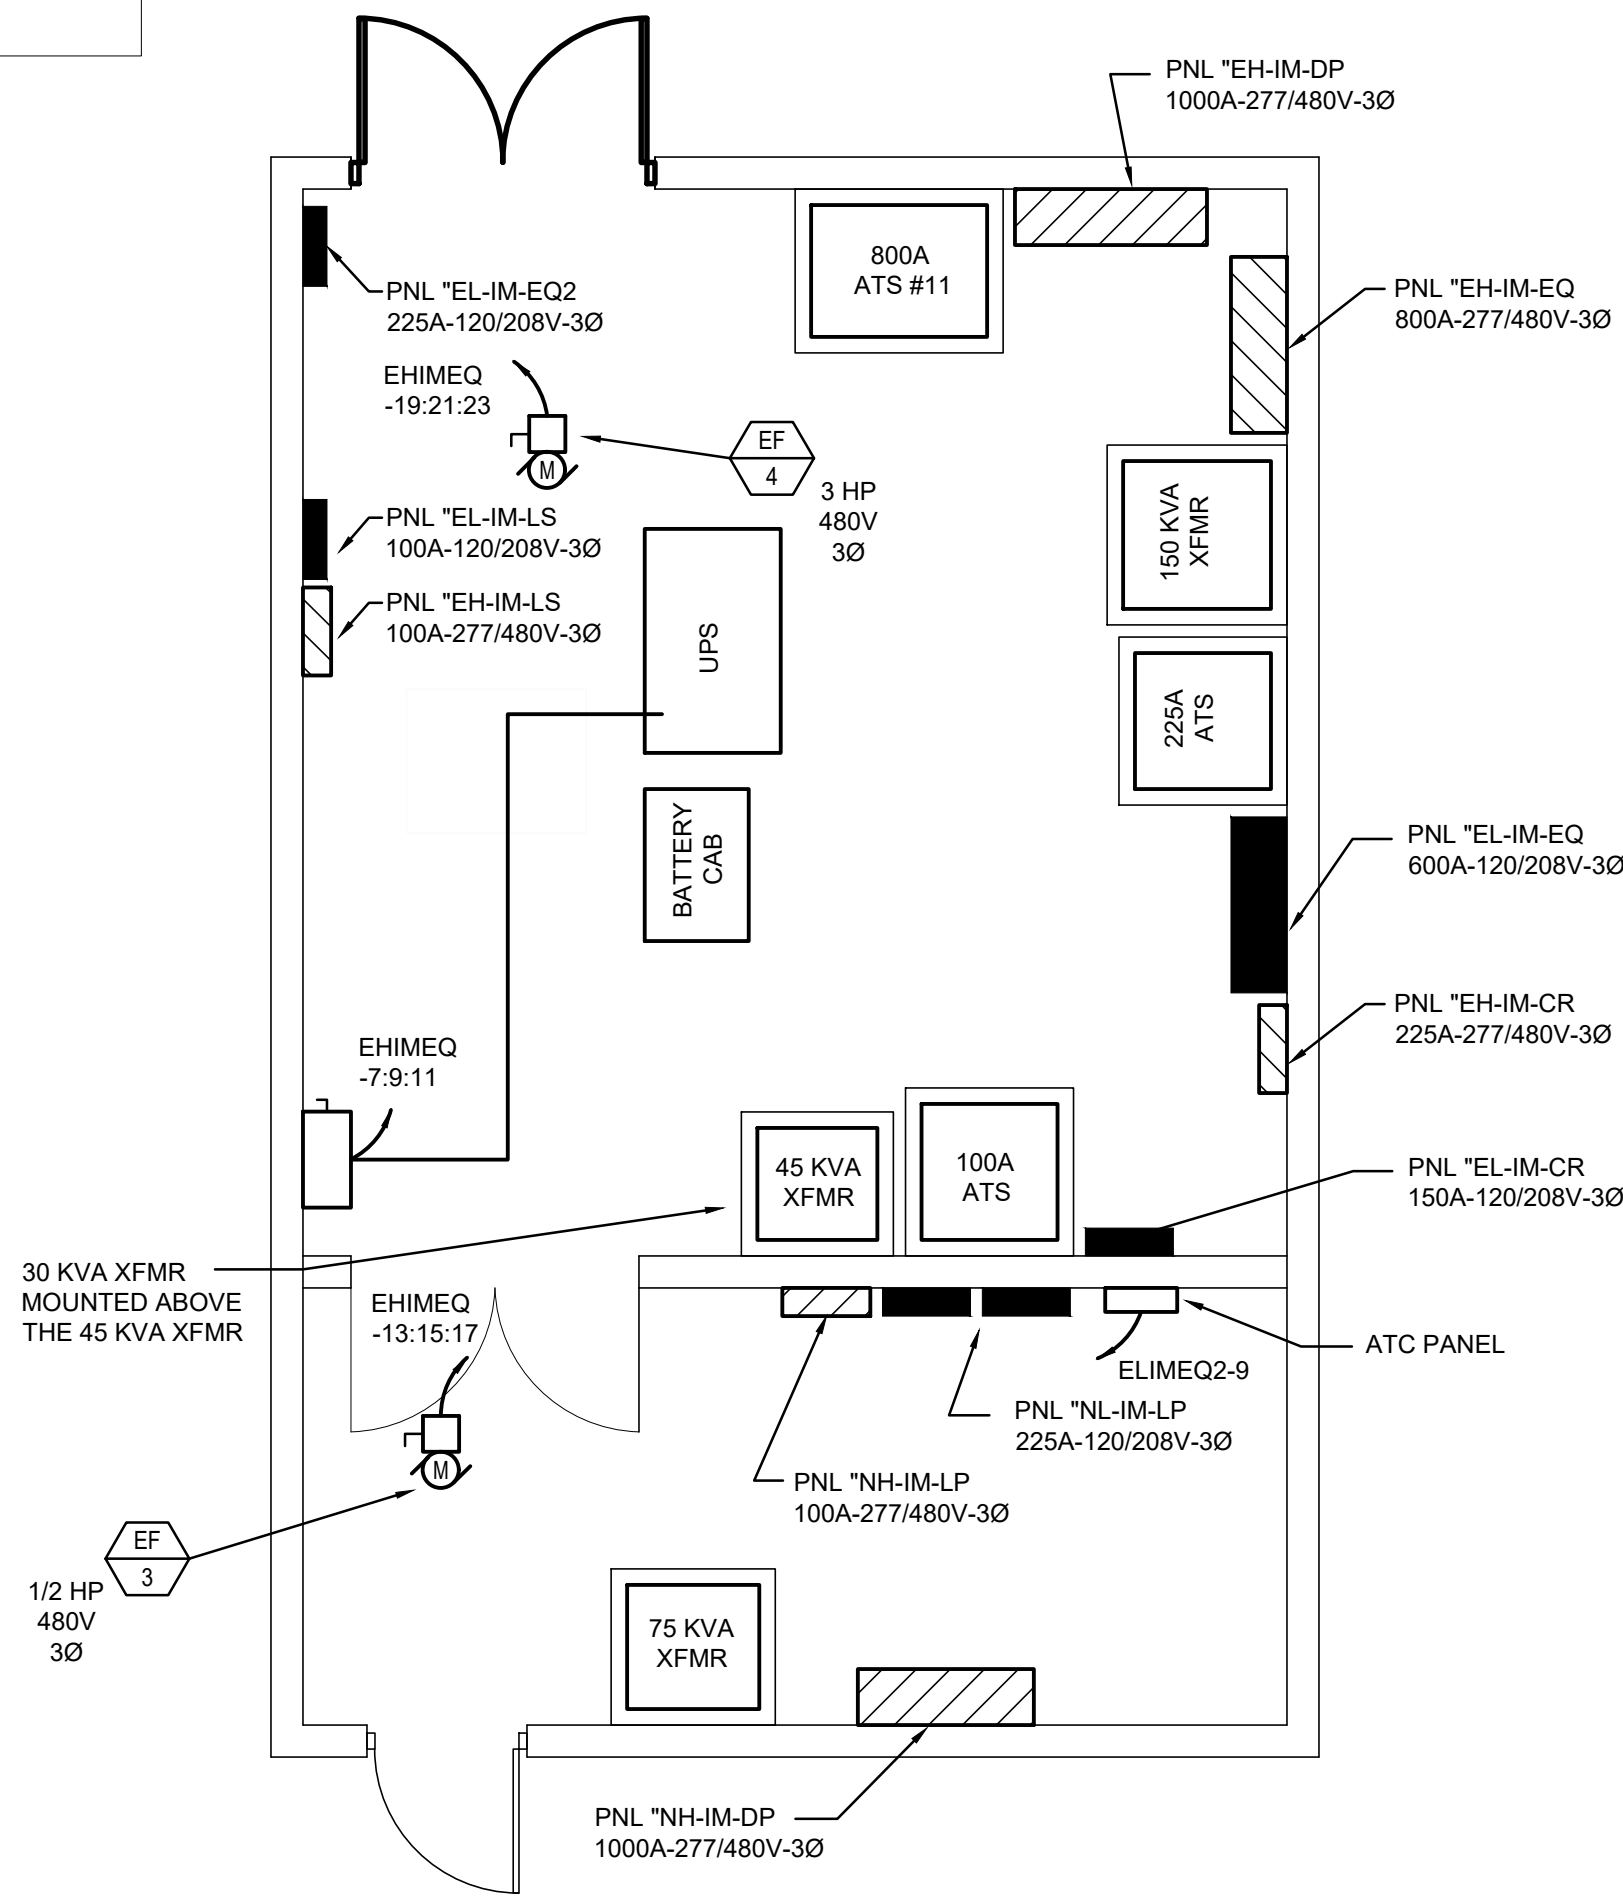 PNL "EH-IM-DP
1000A-277/480V-3Ø
800A
ATS #11
PNL "EL-IM-EQ2
225A-120/208V-3Ø
PNL "EH-IM-EQ
800A-277/480V-3Ø
EHIMEQ
-19:21:23
M
EF
4
3 HP
480V
3Ø
150 KVA
XFMR
PNL "EL-IM-LS
100A-120/208V-3Ø
PNL "EH-IM-LS
100A-277/480V-3Ø
UPS
225A
ATS
BATTERY
CAB
PNL "EL-IM-EQ
600A-120/208V-3Ø
PNL "EH-IM-CR
225A-277/480V-3Ø
EHIMEQ
-7:9:11
45 KVA
XFMR
100A
ATS
PNL "EL-IM-CR
150A-120/208V-3Ø
30 KVA XFMR
MOUNTED ABOVE
THE 45 KVA XFMR
EHIMEQ
-13:15:17
ATC PANEL
ELIMEQ2-9
PNL "NL-IM-LP
225A-120/208V-3Ø
M
PNL "NH-IM-LP
100A-277/480V-3Ø
EF
3
1/2 HP
480V
3Ø
75 KVA
XFMR
PNL "NH-IM-DP
1000A-277/480V-3Ø